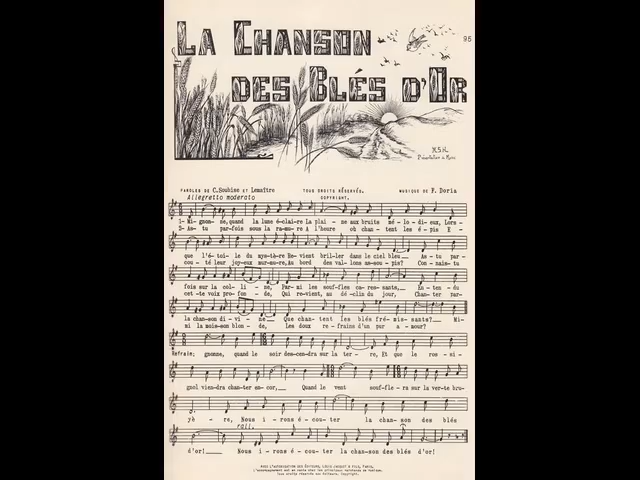 95
LA CHANSON
DES BLÉS D'OR
M.S.H.
PAROLES DE C.Soubise ET Lemaître TOUS DROITS RÉSERVÉS. MUSIQUE DE F. Doria
Allegretto moderato COPYRIGHT.
1-Mi-gnon-ne,quand la lune é-clai-re la plai-ne aux bruits mé-lo-di-eux, Lors-
2-As-tu par-fois sous la ra-mu-re A l'heure où chan-tent les é-pis E-
que l'é-toi-le du mys-tè-re Re-vient bril-ler dans le ciel bleu As-tu par-
cou-té leur joy-eux mur-mu-re, Au bord des val-lons as-sou-pis? Con-nais-tu
fois sur la col-li-ne, Par-mi les souf-fles ca-res-sants, En-ten-du
cet-te voix pro-fon-de, Qui re-vient, au dé-clin du jour, Chan-ter par-
la chan-son di-vi-ne Que chan-tent les blés fré-mis-sants? Mi-
mi la mois-son blon-de, Les doux re-frains d'un pur a-mour?
Refrain; gnonne, quand le soir des-cen-dra sur la ter-re, Et que le ros-si-
gnol vien-dra chan-ter en-cor, Quand le vent souf-fle-ra sur la ver-te bru-
yè-re, Nous i-rons é-cou-ter la chan-son des blés
rall.
d'or! Nous i-rons é-cou-ter la chan-son des blés d'or!